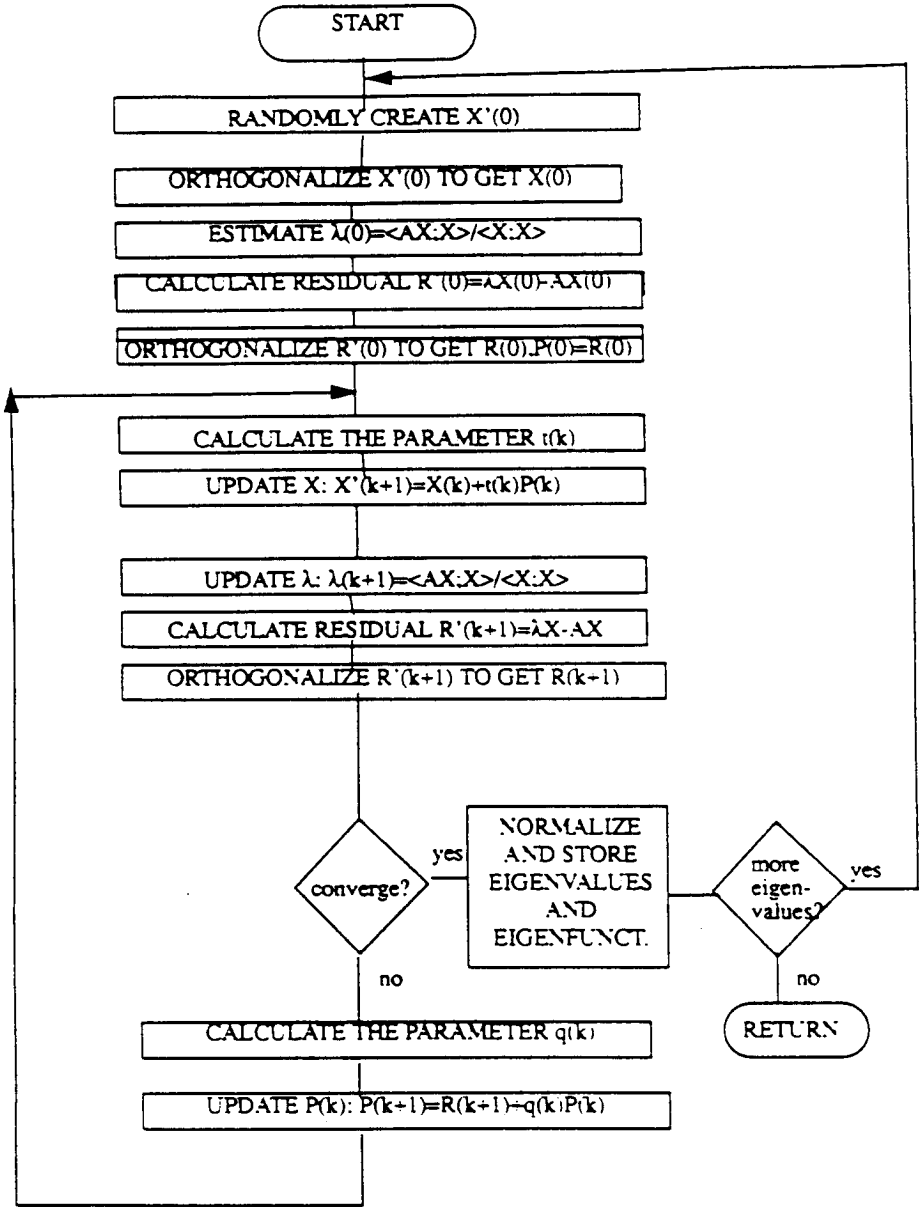 START
RANDOMLY CREATE X'(0)
ORTHOGONALIZE X'(0) TO GET X(0)
ESTIMATE λ(0)=<AX;X>/<X;X>
CALCULATE RESIDUAL R'(0)=λX(0)-AX(0)
ORTHOGONALIZE R'(0) TO GET R(0).P(0)=R(0)
CALCULATE THE PARAMETER t(k)
UPDATE X: X'(k+1)=X(k)+t(k)P(k)
UPDATE λ: λ(k+1)=<AX;X>/<X;X>
CALCULATE RESIDUAL R'(k+1)=λX-AX
ORTHOGONALIZE R'(k+1) TO GET R(k+1)
converge?
yes
NORMALIZE
AND STORE
EIGENVALUES
AND
EIGENFUNCT.
more
eigen-
values?
yes
no
RETURN
no
CALCULATE THE PARAMETER q(k)
UPDATE P(k): P(k+1)=R(k+1)+q(k)P(k)